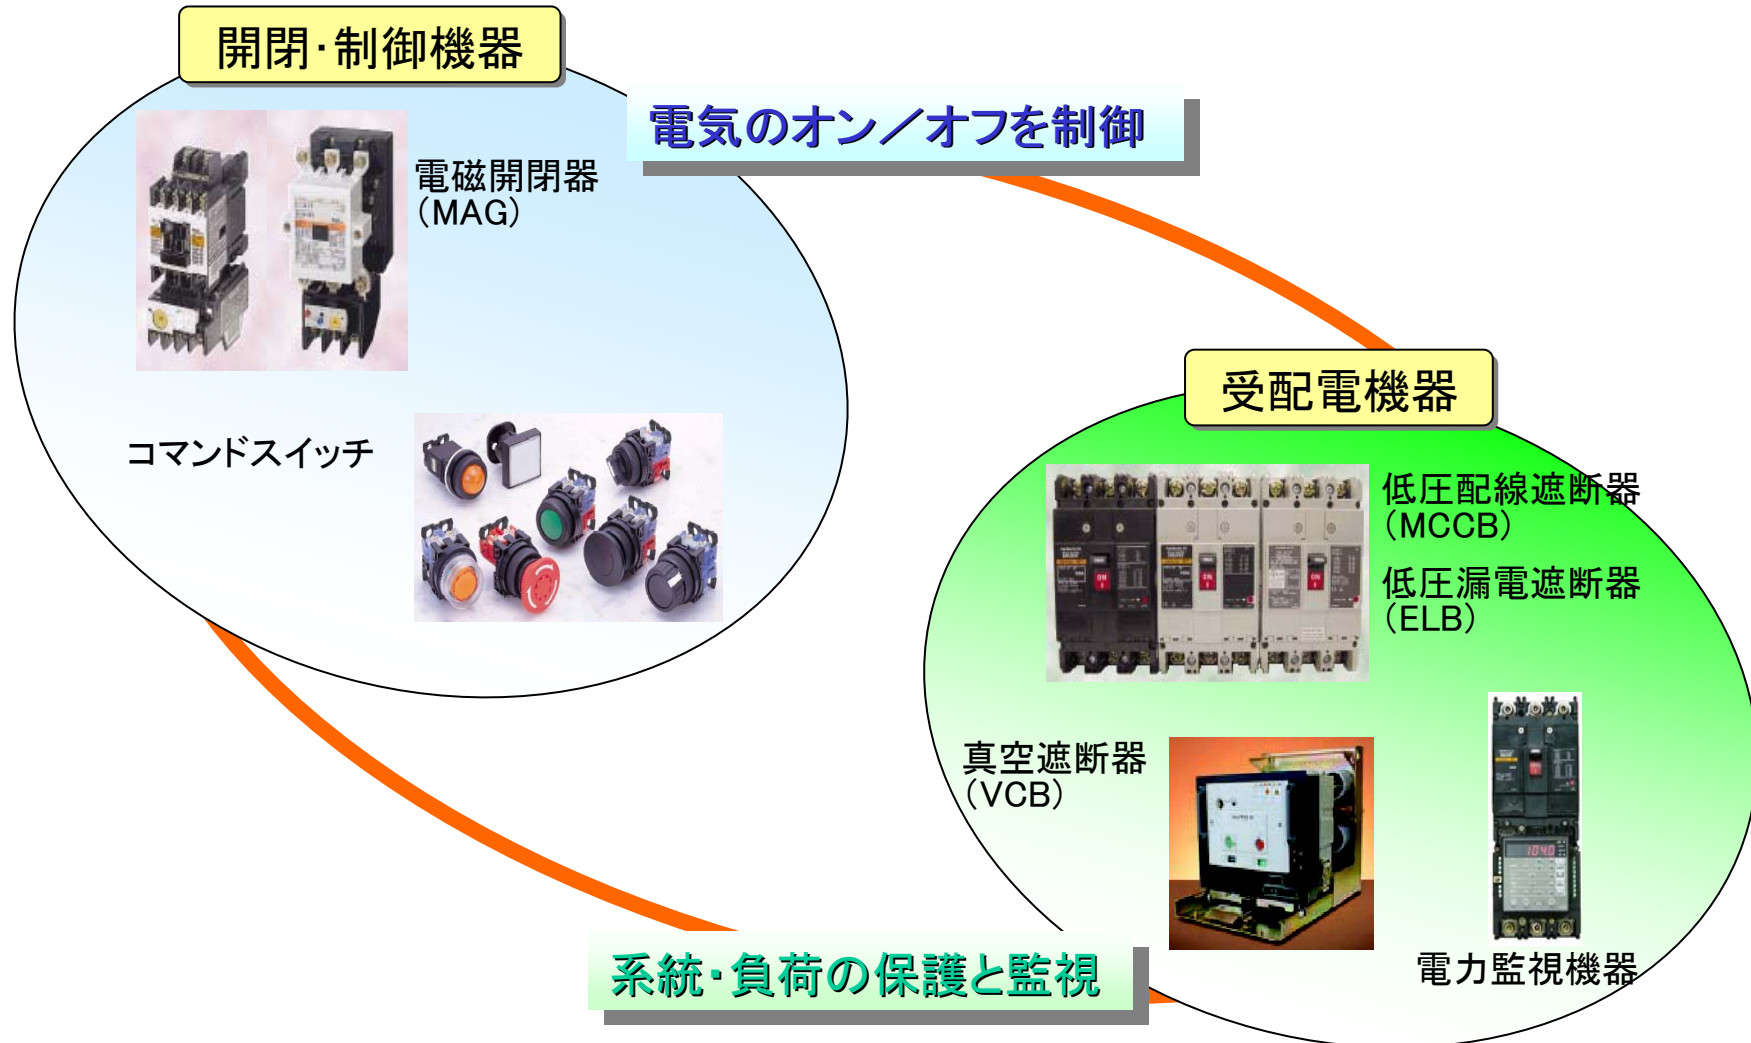 開閉・制御機器
電気のオン／オフを制御
電磁開閉器
（MAG）
コマンドスイッチ
受配電機器
低圧配線遮断器
（MCCB）
低圧漏電遮断器
（ELB）
真空遮断器
（VCB）
電力監視機器
系統・負荷の保護と監視